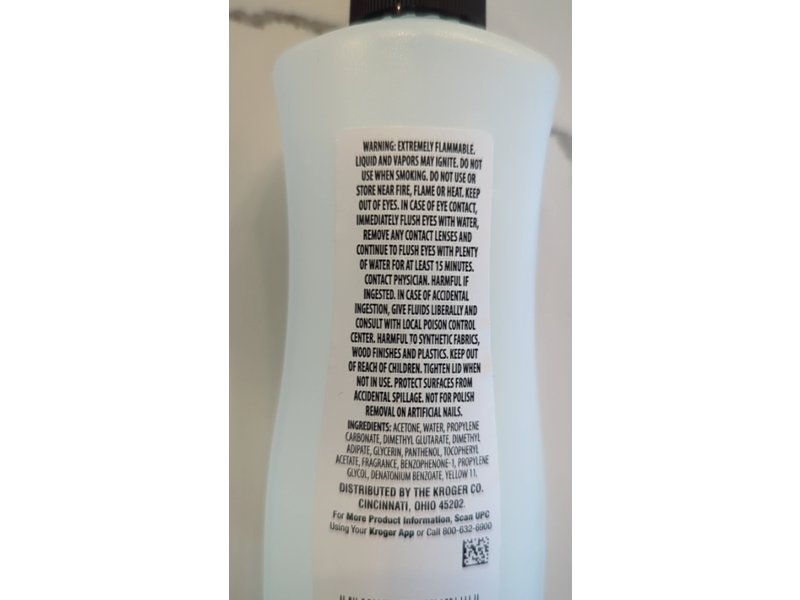 WARNING: EXTREMELY FLAMMABLE.
LIQUID AND VAPORS MAY IGNITE. DO NOT
USE WHEN SMOKING. DO NOT USE OR
STORE NEAR FIRE, FLAME OR HEAT. KEEP
OUT OF EYES. IN CASE OF EYE CONTACT,
IMMEDIATELY FLUSH EYES WITH WATER,
REMOVE ANY CONTACT LENSES AND
CONTINUE TO FLUSH EYES WITH PLENTY
OF WATER FOR AT LEAST 15 MINUTES.
CONTACT PHYSICIAN. HARMFUL IF
INGESTED. IN CASE OF ACCIDENTAL
INGESTION, GIVE FLUIDS LIBERALLY AND
CONSULT WITH LOCAL POISON CONTROL
CENTER. HARMFUL TO SYNTHETIC FABRICS,
WOOD FINISHES AND PLASTICS. KEEP OUT
OF REACH OF CHILDREN. TIGHTEN LID WHEN
NOT IN USE. PROTECT SURFACES FROM
ACCIDENTAL SPILLAGE. NOT FOR POLISH
REMOVAL ON ARTIFICIAL NAILS.
INGREDIENTS: ACETONE, WATER, PROPYLENE
CARBONATE, DIMETHYL GLUTARATE, DIMETHYL
ADIPATE, GLYCERIN, PANTHENOL, TOCOPHERYL
ACETATE, FRAGRANCE, BENZOPHENONE-1, PROPYLENE
GLYCOL, DENATONIUM BENZOATE, YELLOW 11.
DISTRIBUTED BY THE KROGER CO.
CINCINNATI, OHIO 45202
For More Product Information, Scan UPC
Using Your Kroger App or Call 800-632-6900